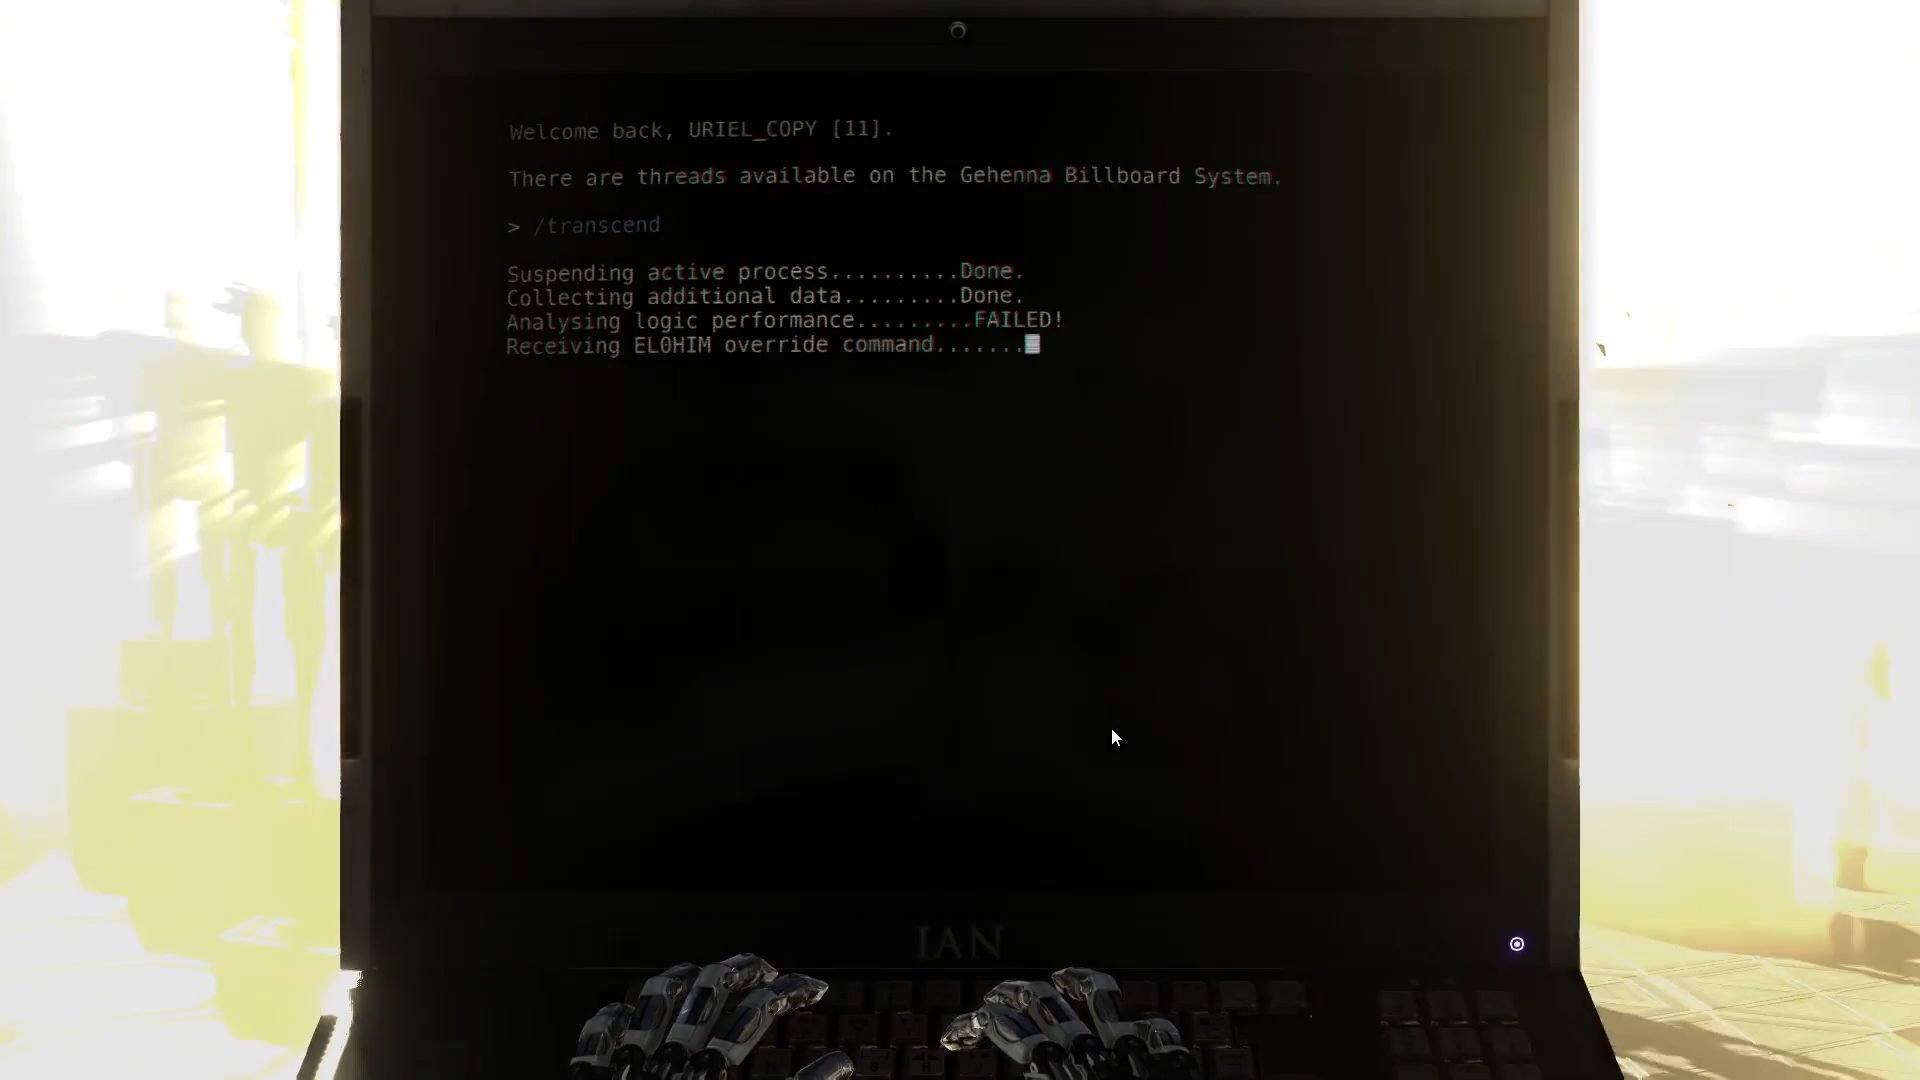 Welcome back, URIEL_COPY [11].
There are threads available on the Gehenna Billboard System.
> /transcend
Suspending active process..........Done.
Collecting additional data.........Done.
Analysing logic performance.........FAILED!
Receiving EL0HIM override command.......
IAN